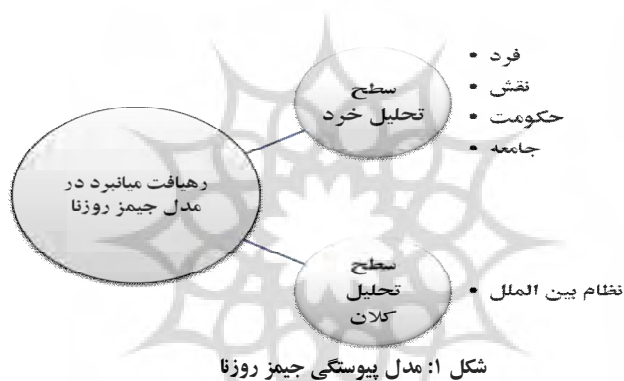 رهیافت میانبرد در
مدل جیمز روزنا
سطح
تحلیل خرد
• فرد
• نقش
• حکومت
• جامعه
سطح
تحلیل
کلان
• نظام بین الملل
شکل ۱: مدل پیوستگی جیمز روزنا